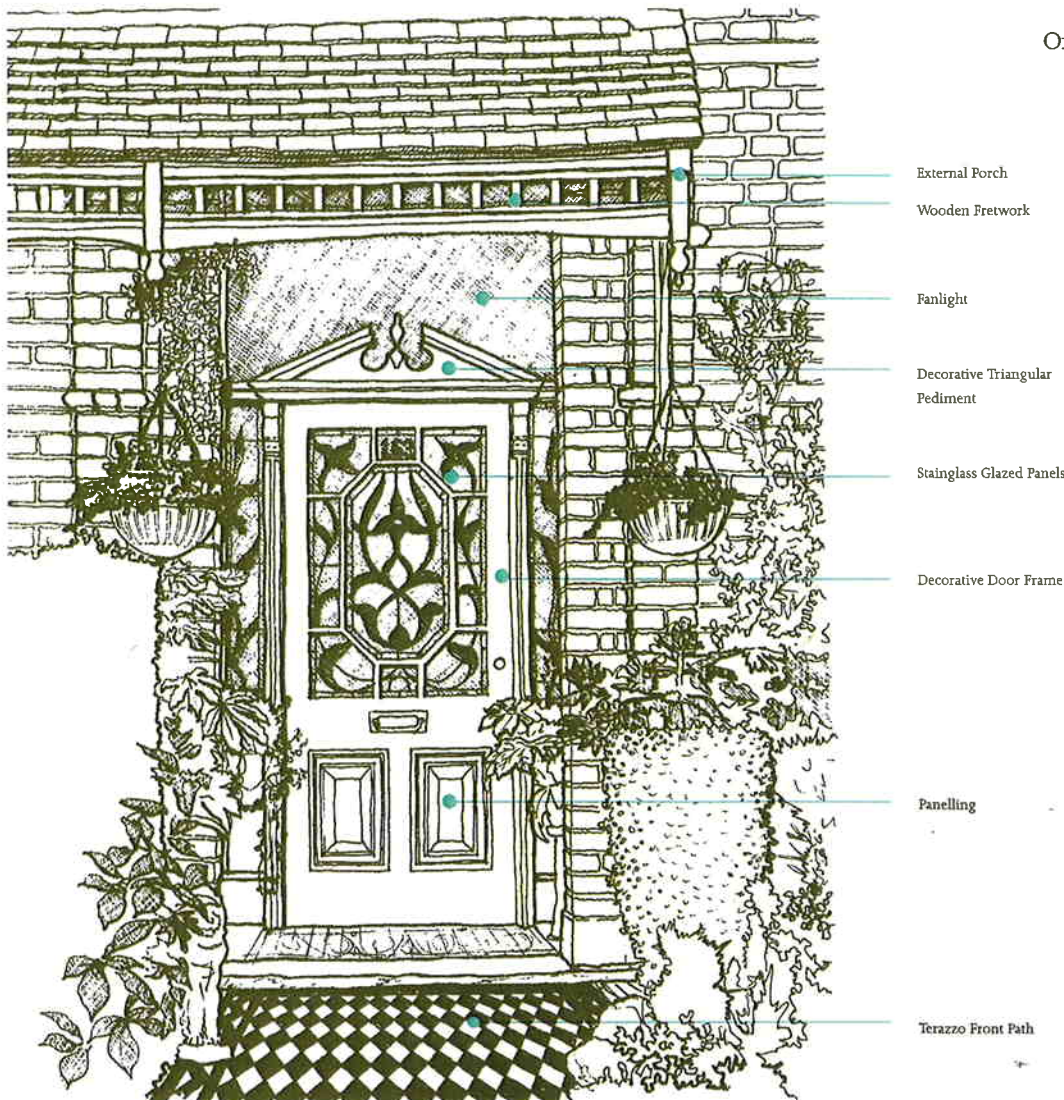 External Porch
Wooden Fretwork
Fanlight
Decorative Triangular
Pediment
Stainglass Glazed Panels
Decorative Door Frame
Panelling
Terazzo Front Path